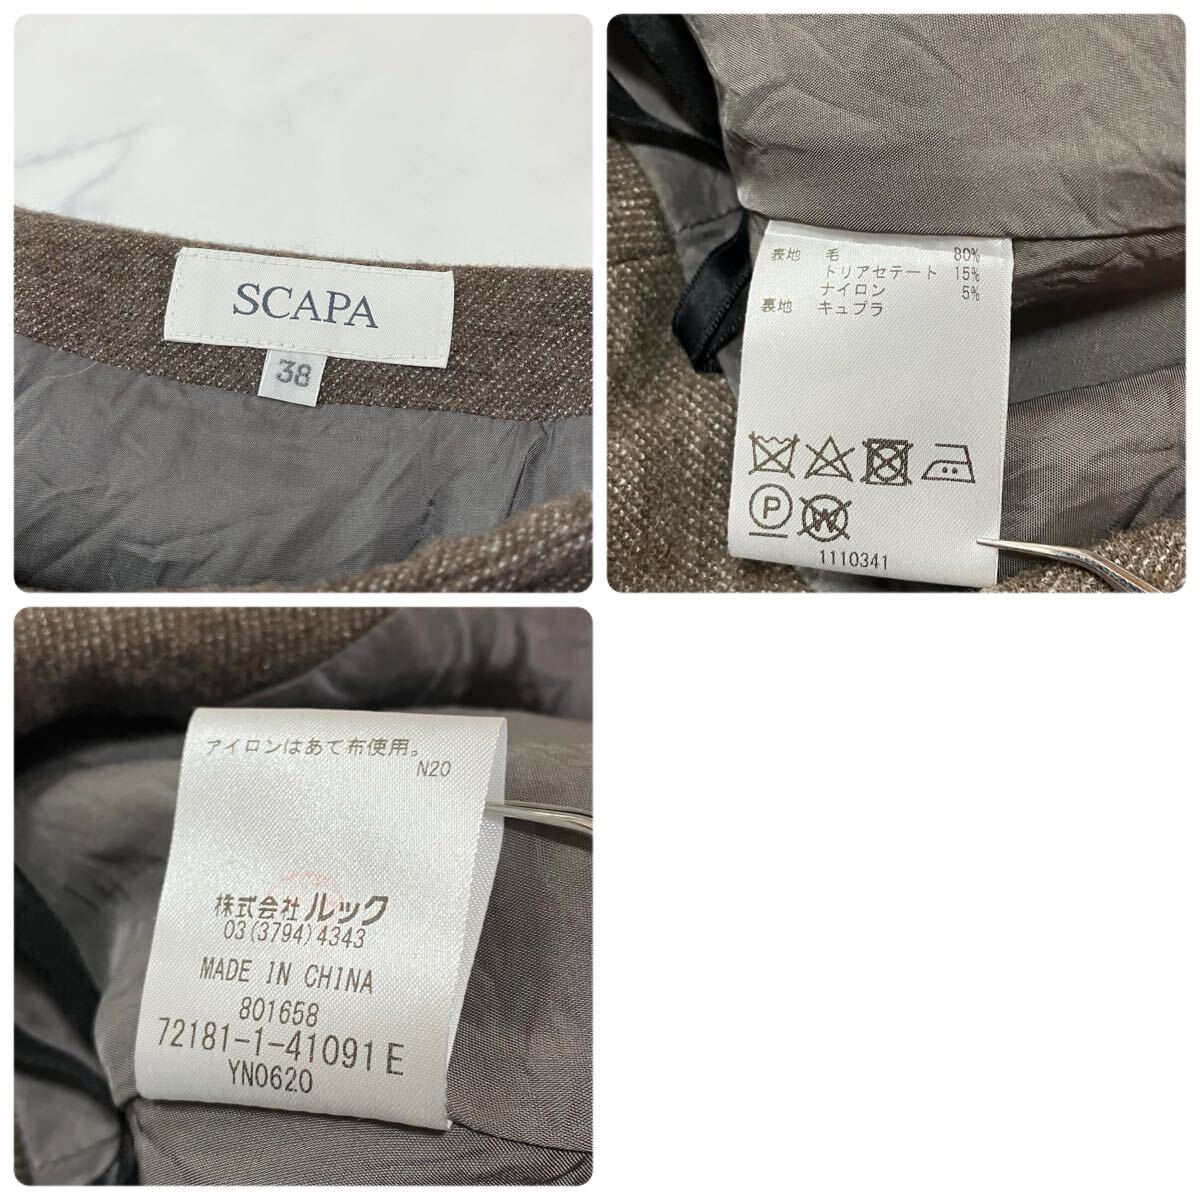 SCAPA
38
表地 毛 80%
トリアセテート 15%
ナイロン 5%
裏地 キュプラ
P
W
1110341
アイロンはあて布使用。
N20
株式会社ルック
03(3794)4343
MADE IN CHINA
801658
72181-1-41091 E
YN0620